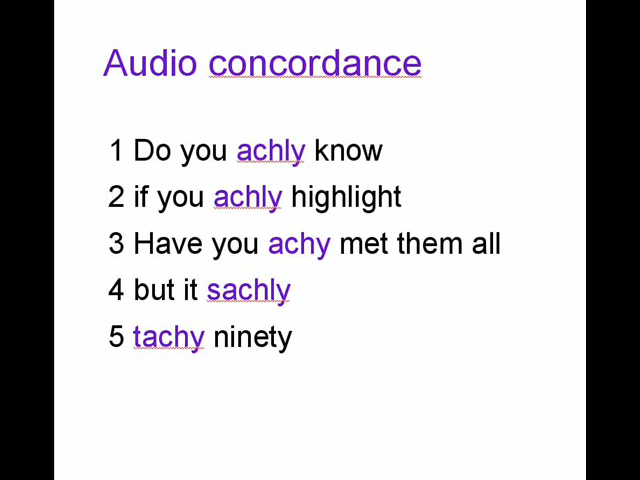 Audio concordance
1 Do you achly know
2 if you achly highlight
3 Have you achy met them all
4 but it sachly
5 tachy ninety